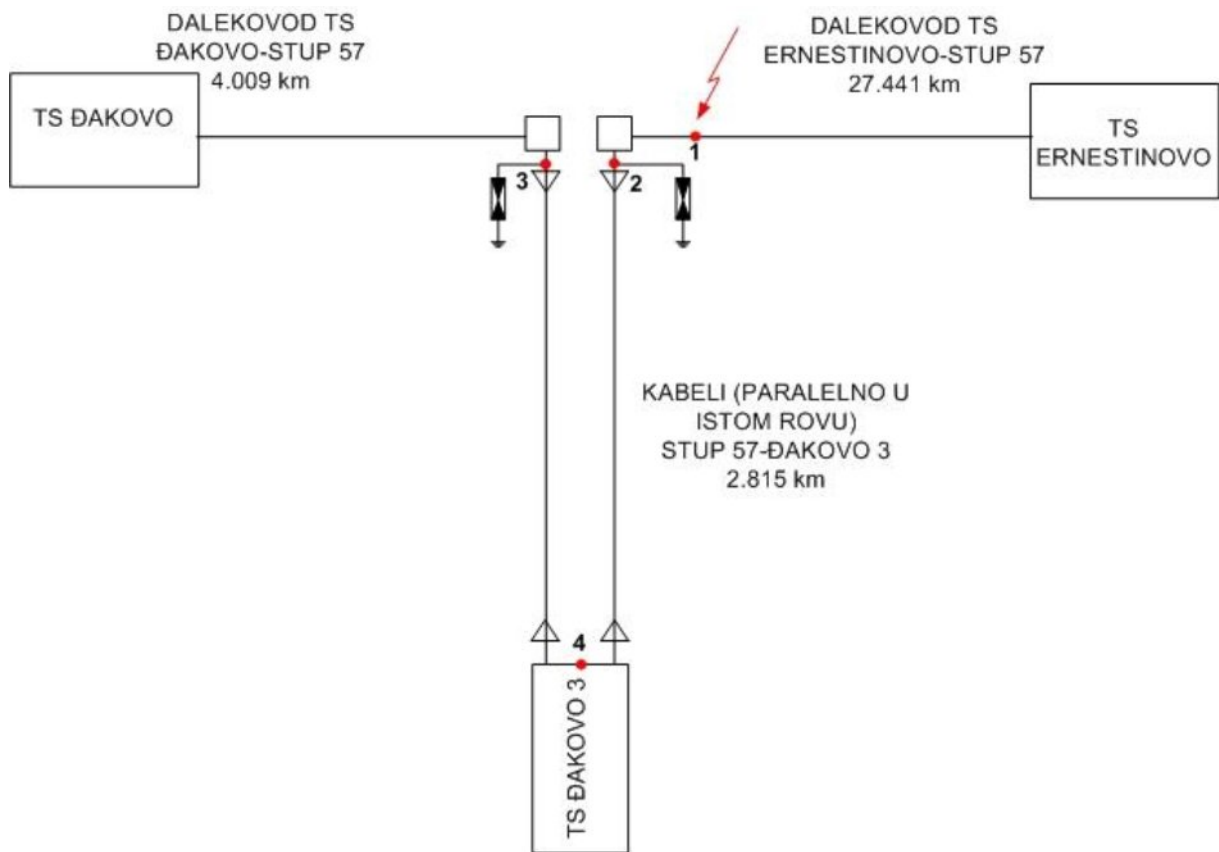 DALEKOVOD TS
ĐAKOVO-STUP 57
4.009 km
DALEKOVOD TS
ERNESTINOVO-STUP 57
27.441 km
TS ĐAKOVO
TS
ERNESTINOVO
1
3
2
KABELI (PARALELNO U
ISTOM ROVU)
STUP 57-ĐAKOVO 3
2.815 km
4
TS ĐAKOVO 3